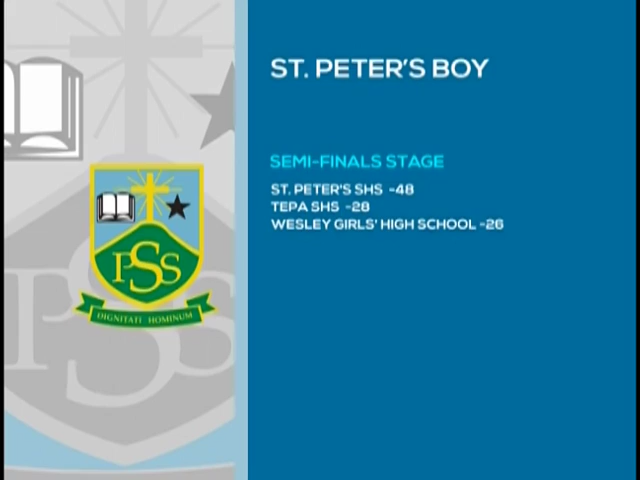 ST. PETER'S BOY
SEMI-FINALS STAGE
ST. PETER'S SHS -48
TEPA SHS -28
WESLEY GIRLS' HIGH SCHOOL -26
PSS
DIGNITATI HOMINUM
PSS